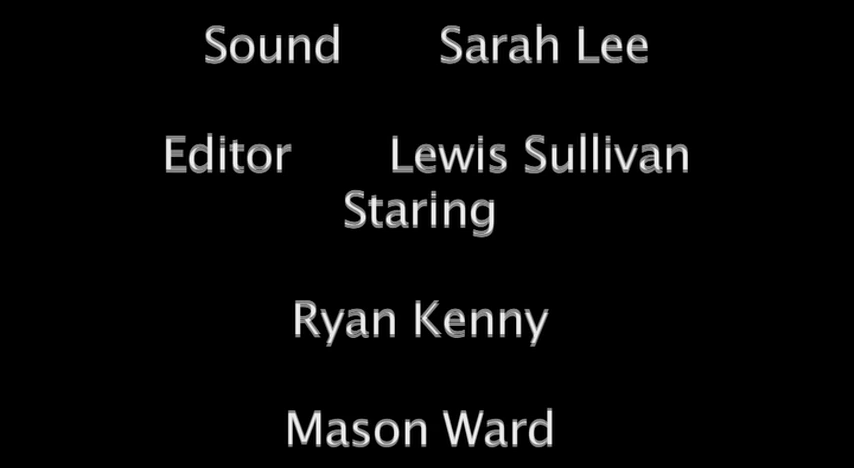 Sound Sarah Lee
Editor Lewis Sullivan
Staring
Ryan Kenny
Mason Ward